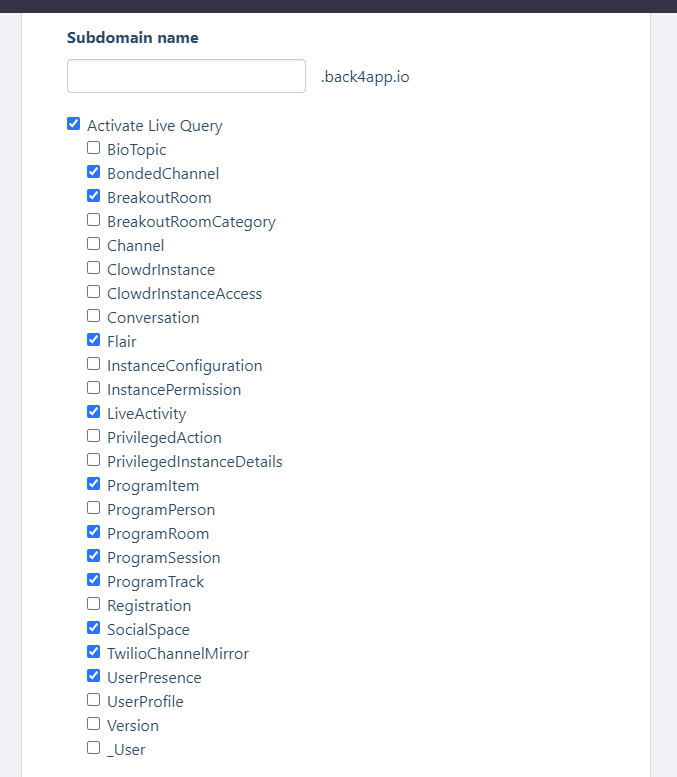 Subdomain name
.back4app.io
Activate Live Query
BioTopic
BondedChannel
BreakoutRoom
BreakoutRoomCategory
Channel
ClowdrInstance
ClowdrInstanceAccess
Conversation
Flair
InstanceConfiguration
InstancePermission
LiveActivity
PrivilegedAction
PrivilegedInstanceDetails
ProgramItem
ProgramPerson
ProgramRoom
ProgramSession
ProgramTrack
Registration
SocialSpace
TwilioChannelMirror
UserPresence
UserProfile
Version
_User